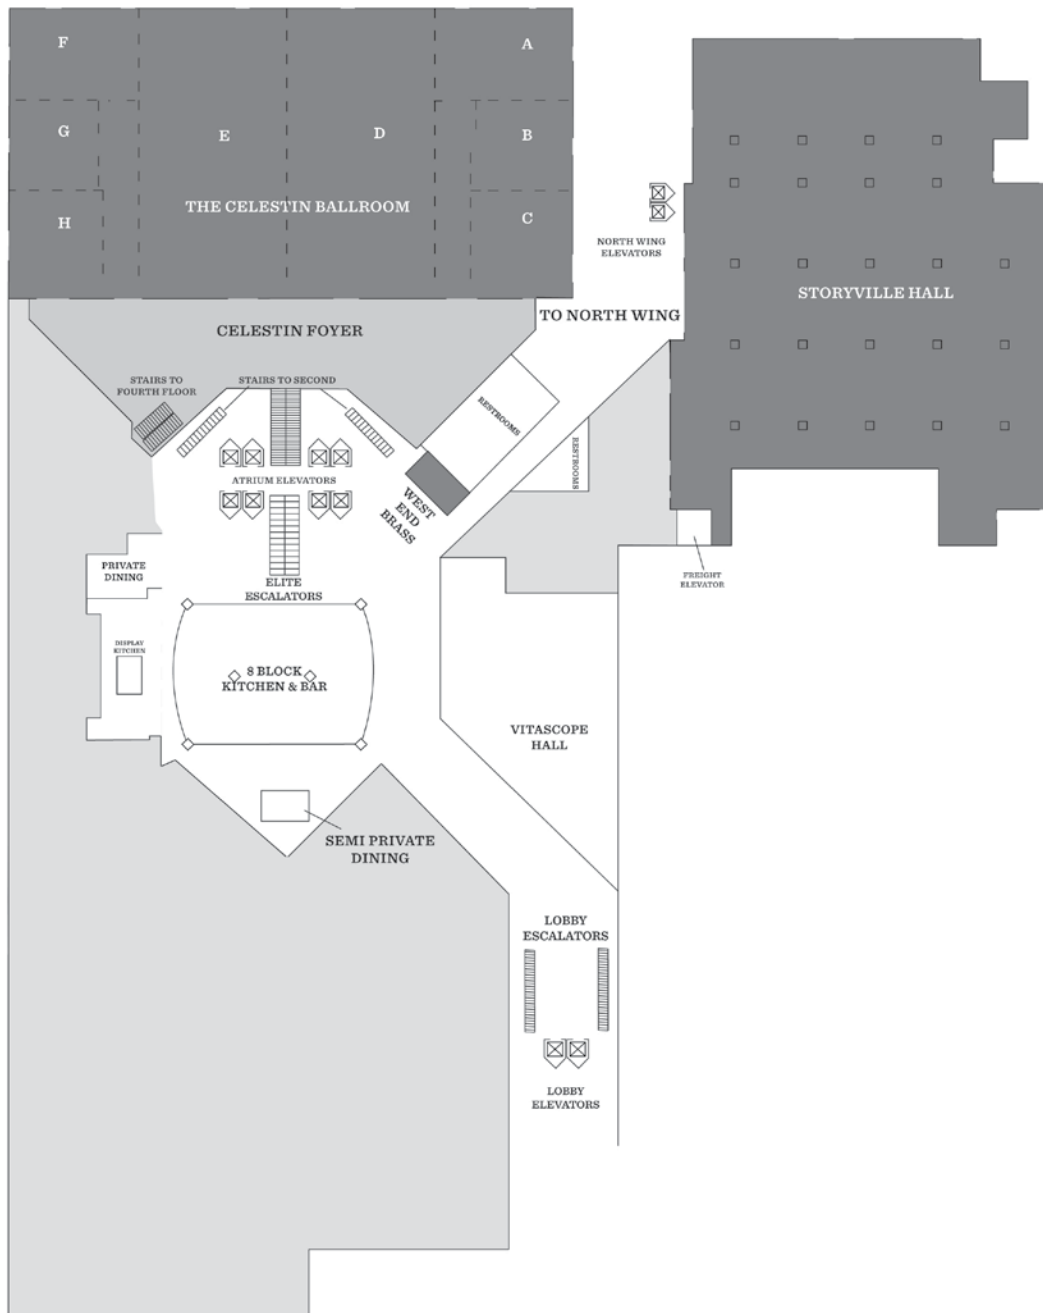 F
A
G
E
D
B
THE CELESTIN BALLROOM
H
C
NORTH WING
ELEVATORS
STORYVILLE HALL
TO NORTH WING
CELESTIN FOYER
STAIRS TO
FOURTH FLOOR
STAIRS TO SECOND
RESTROOMS
RESTROOMS
ATRIUM ELEVATORS
WEST
END
BRASS
PRIVATE
DINING
ELITE
ESCALATORS
FREIGHT
ELEVATOR
DISPLAY
KITCHEN
8 BLOCK
KITCHEN & BAR
VITASCOPE
HALL
SEMI PRIVATE
DINING
LOBBY
ESCALATORS
LOBBY
ELEVATORS